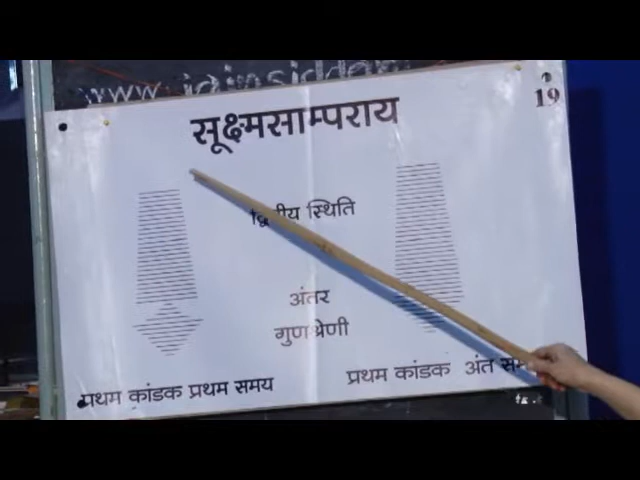 सूक्ष्मसाम्पराय
19
स्थिति
अंतर
गुणश्रेणी
प्रथम कांडक प्रथम समय
प्रथम कांडक अंत